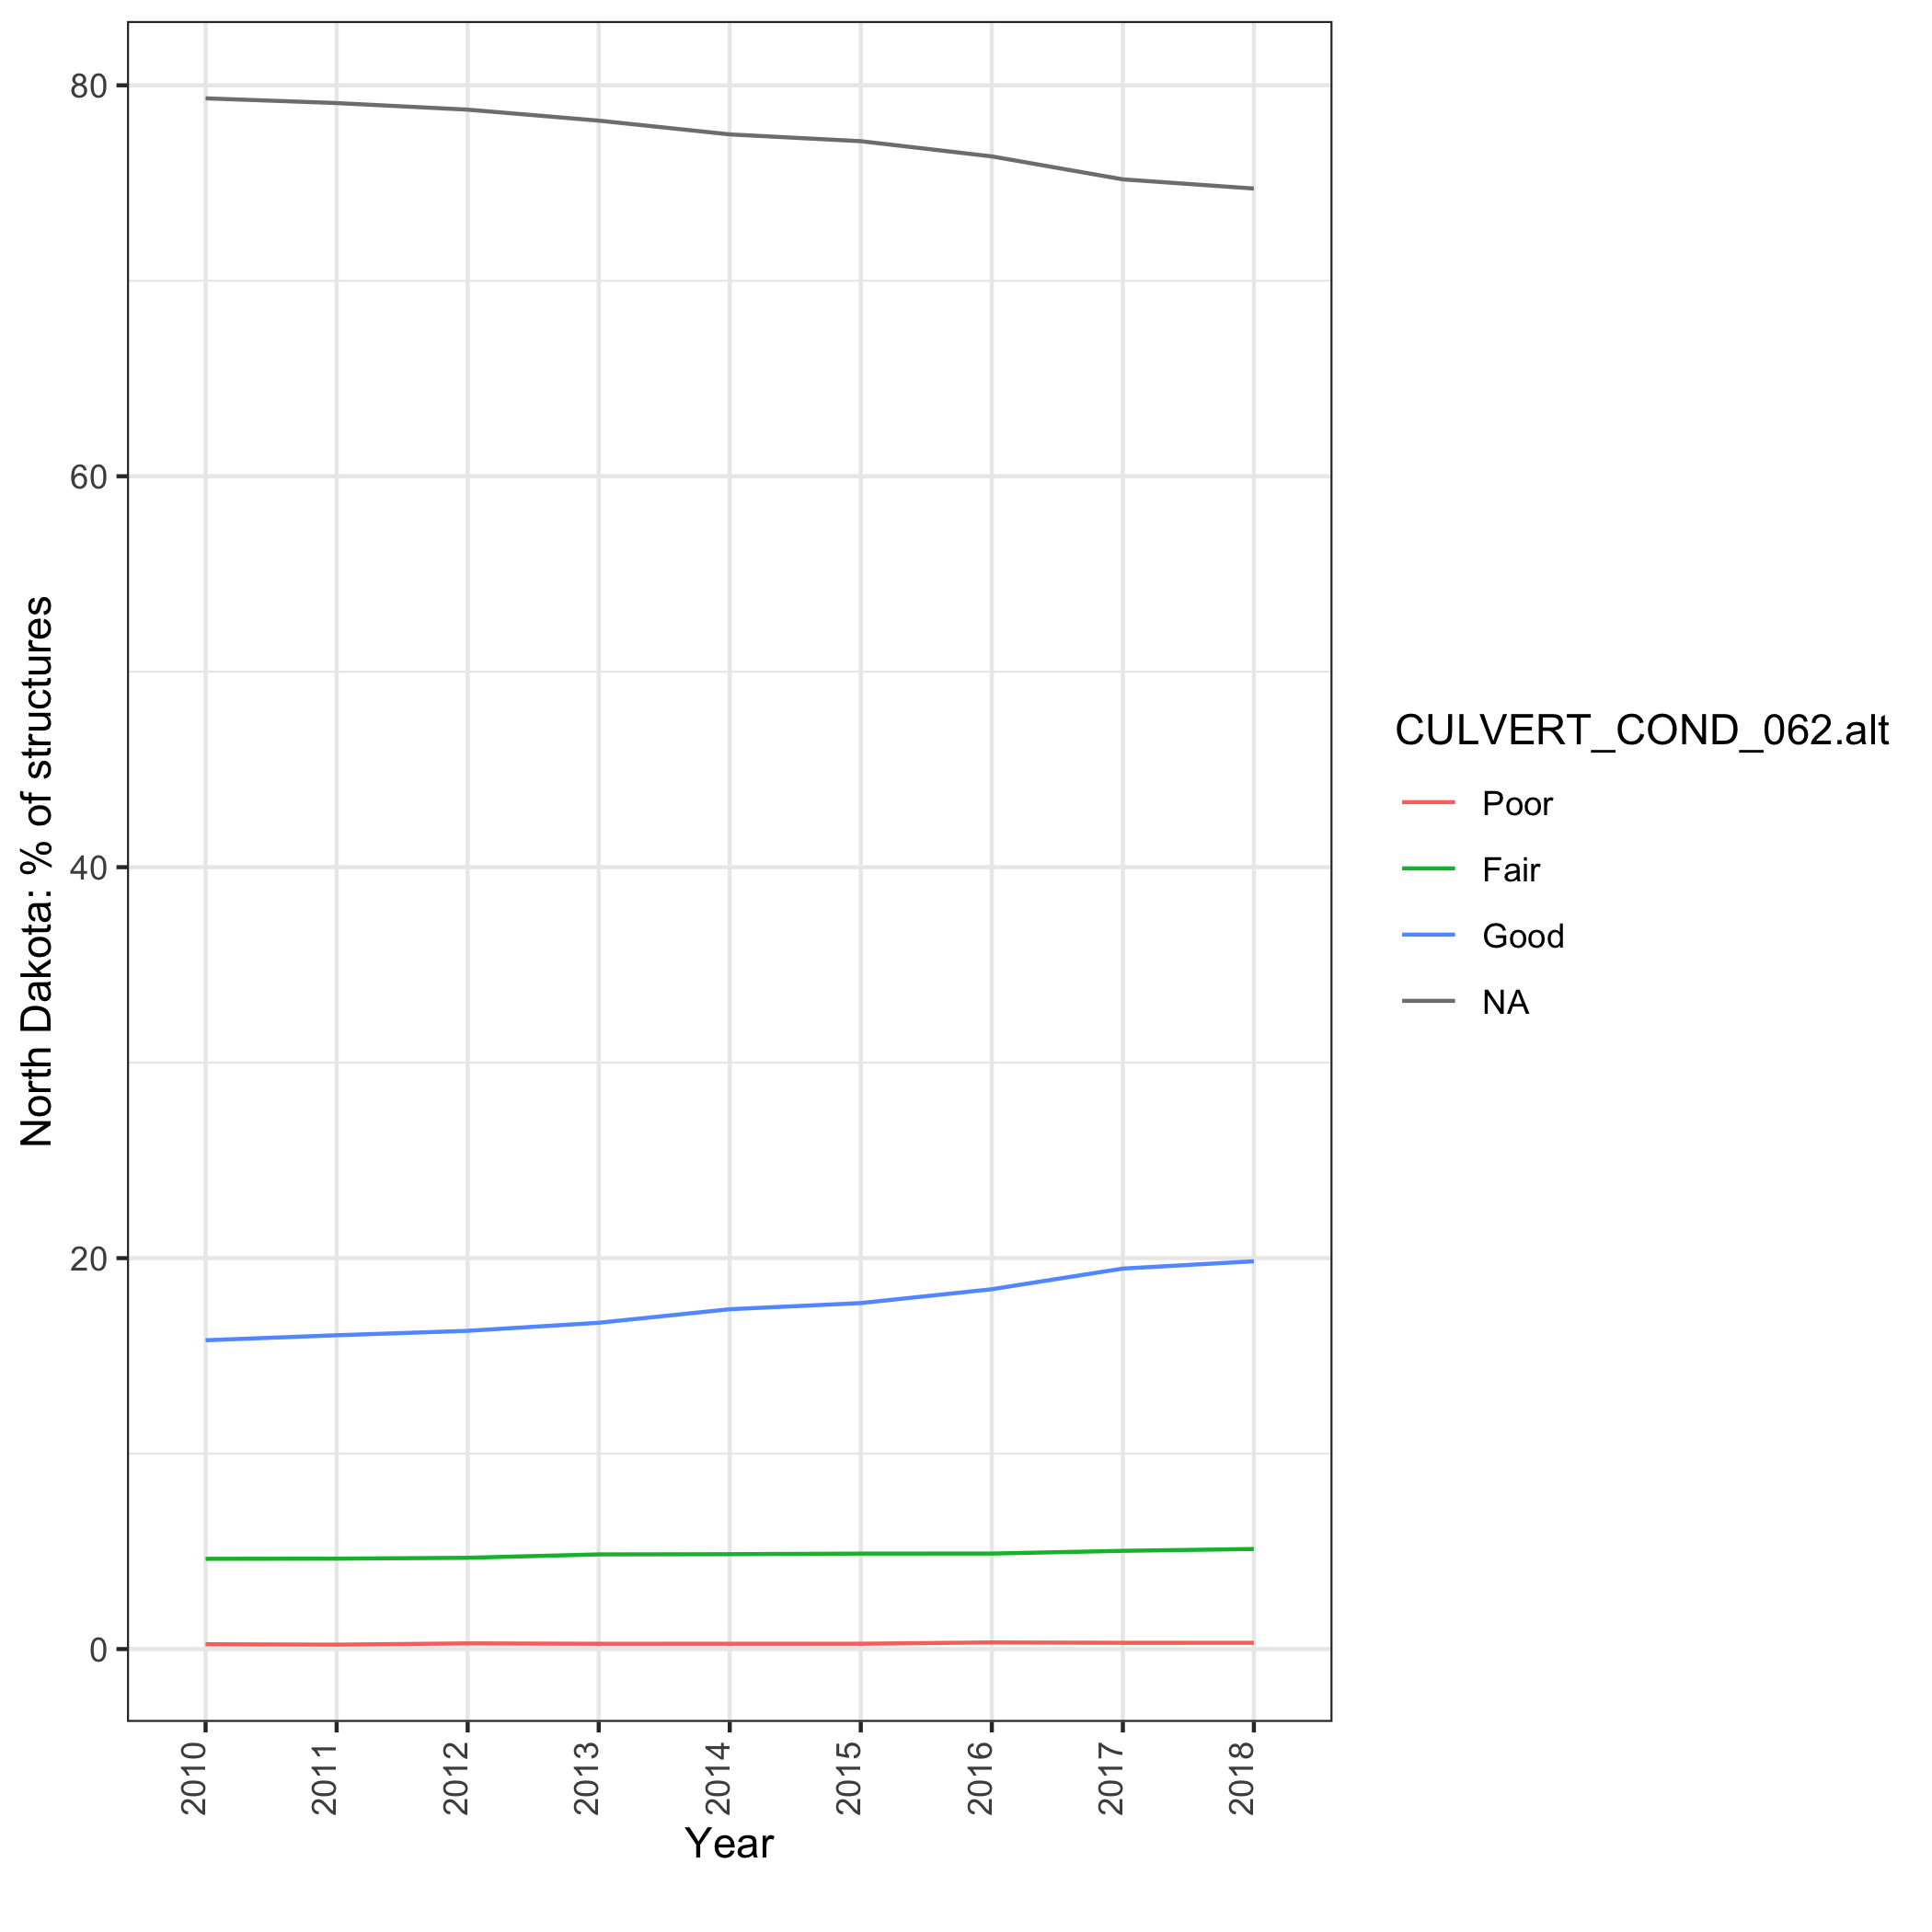 80
60
40
20
0
North Dakota: % of structures
2010
2011
2012
2013
2014
2015
2016
2017
2018
Year
CULVERT_COND_062.alt
Poor
Fair
Good
NA